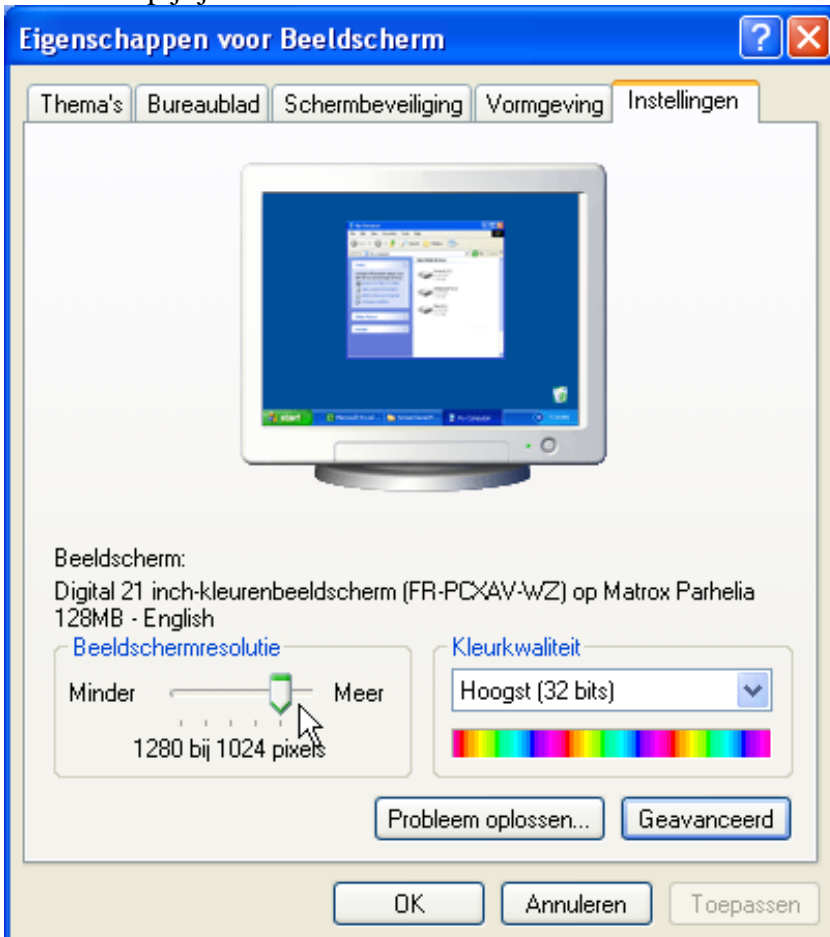 Eigenschappen voor Beeldscherm
Thema's Bureaublad Schermbeveiliging Vormgeving Instellingen
start
Beeldscherm:
Digital 21 inch-kleurenbeeldscherm (FR-PCXAV-WZ) op Matrox Parhelia
128MB - English
Beeldschermresolutie
Minder Meer
1280 bij 1024 pixels
Kleurkwaliteit
Hoogst (32 bits)
Probleem oplossen... Geavanceerd
OK Annuleren Toepassen